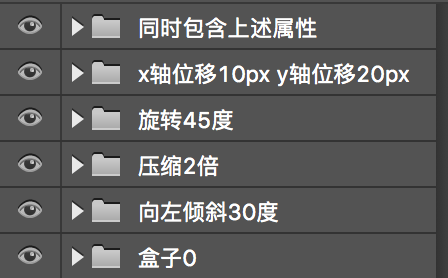 同时包含上述属性
x轴位移10px y轴位移20px
旋转45度
压缩2倍
向左倾斜30度
盒子0